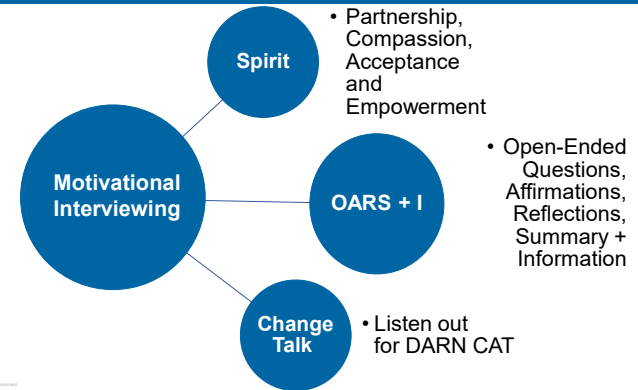 Spirit
• Partnership,
Compassion,
Acceptance
and
Empowerment
Motivational
Interviewing
OARS + I
• Open-Ended
Questions,
Affirmations,
Reflections,
Summary +
Information
Change
Talk
• Listen out
for DARN CAT